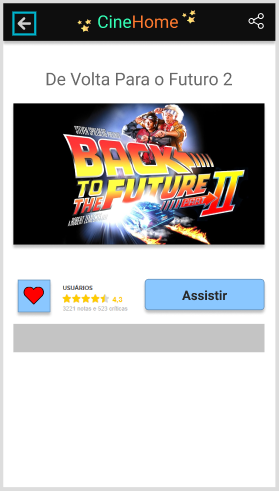 CineHome
De Volta Para o Futuro 2
BACK
TO THE FUTURE
PART II
USUÁRIOS
4,3
3221 notas e 523 críticas
Assistir